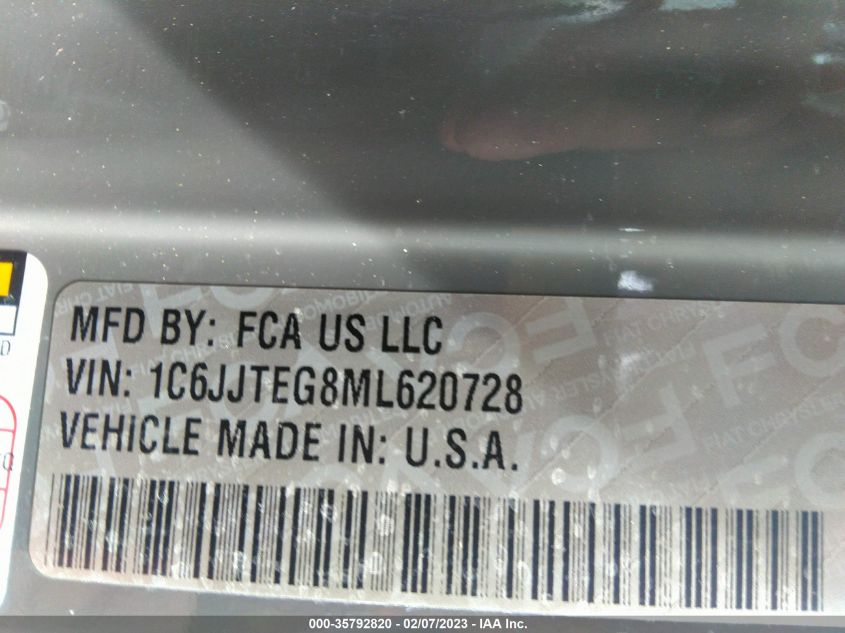 MFD BY: FCA US LLC
VIN: 1C6JJTEG8ML620728
VEHICLE MADE IN: U.S.A.
000-35792820 - 02/07/2023 - IAA Inc.